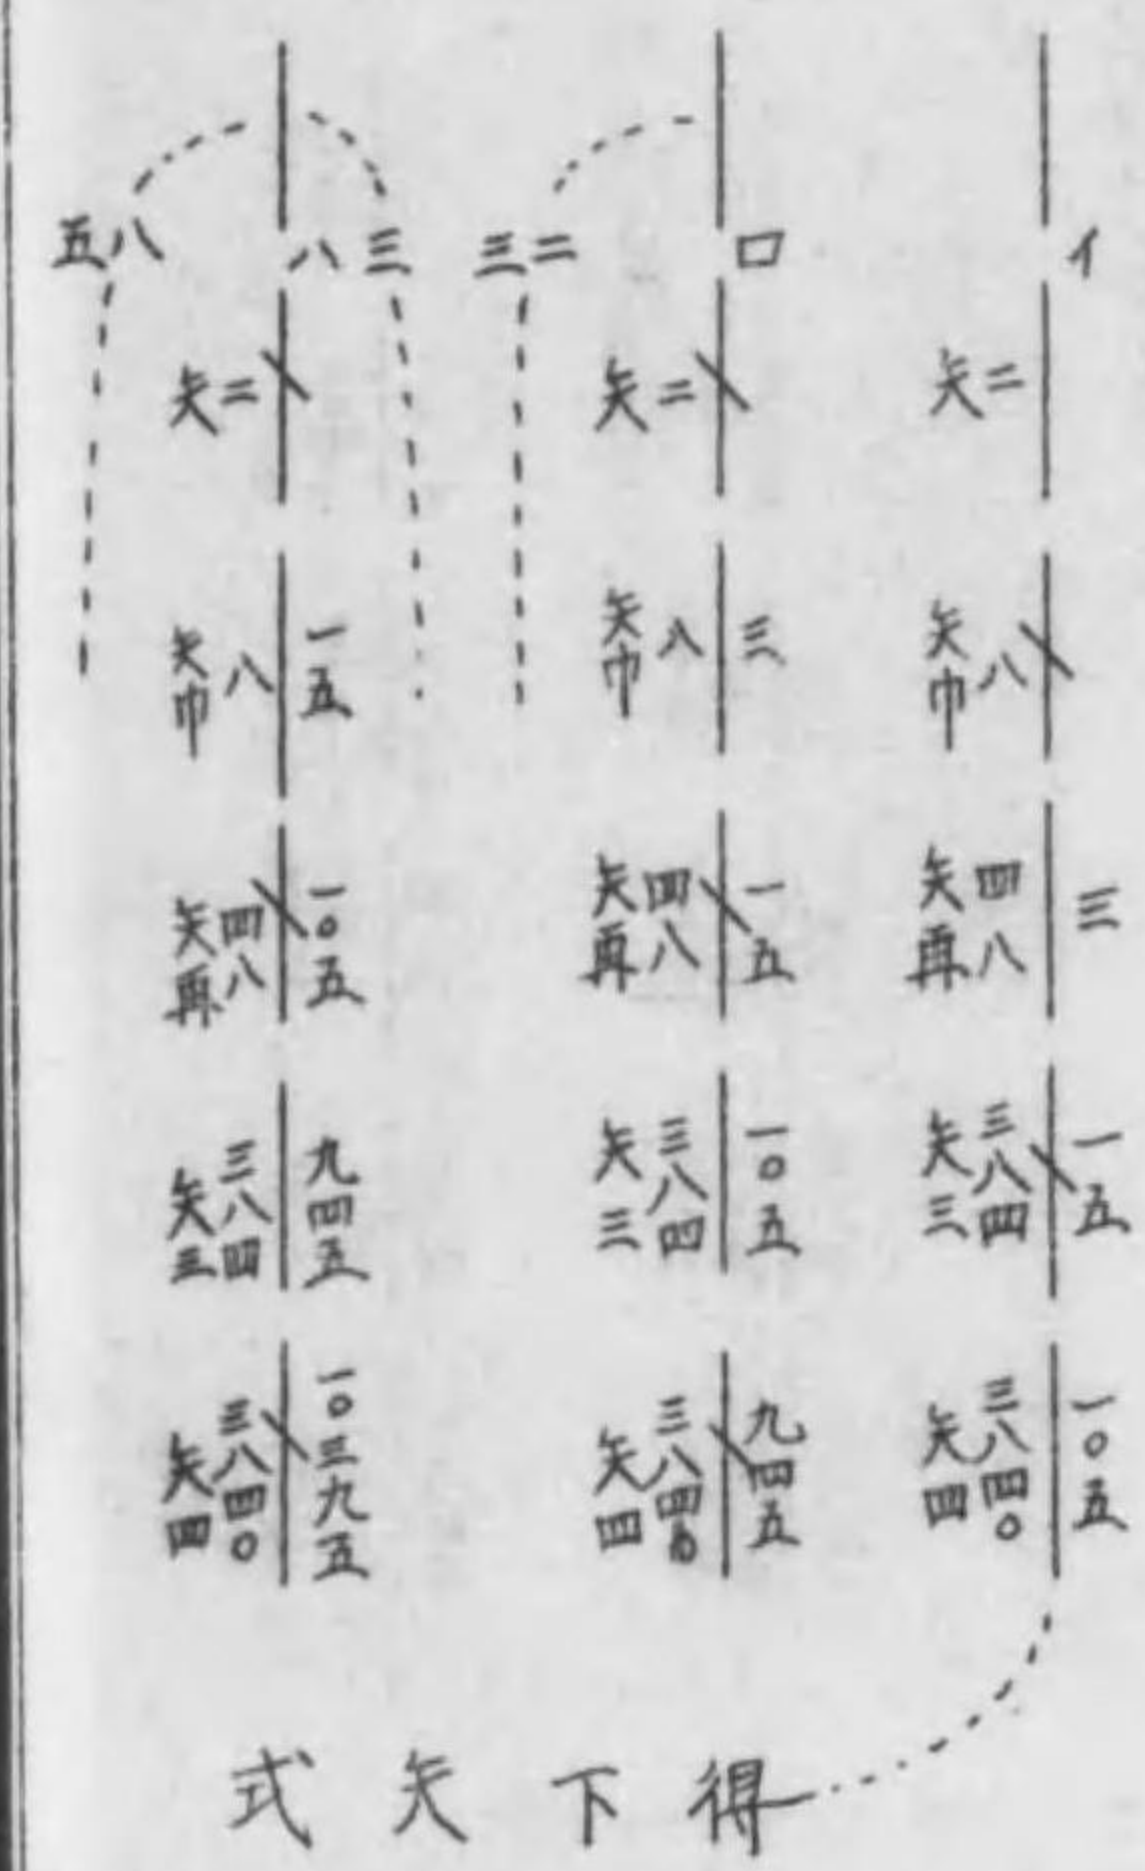 イ 三 一五 一〇五
二 八 四八 三八四 三八四〇
矢 矢巾 矢再 矢三 矢四
ロ 三 一五 一〇五 九四五
二 八 四八 三八四 三八四〇
矢 矢巾 矢再 矢三 矢四
二三
三
八 一五 一〇五 九四五 一〇三九五
二 八 四八 三八四 三八四〇
矢 矢巾 矢再 矢三 矢四
八五
得下矢式